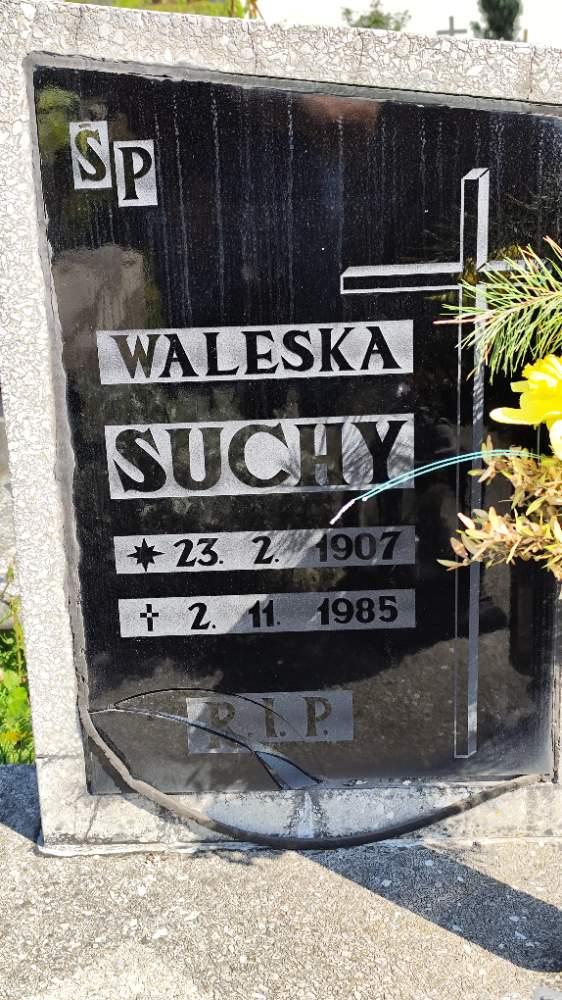 ŚP
WALESKA
SUCHY
* 23. 2. 1907
† 2. 11. 1985
R.I.P.